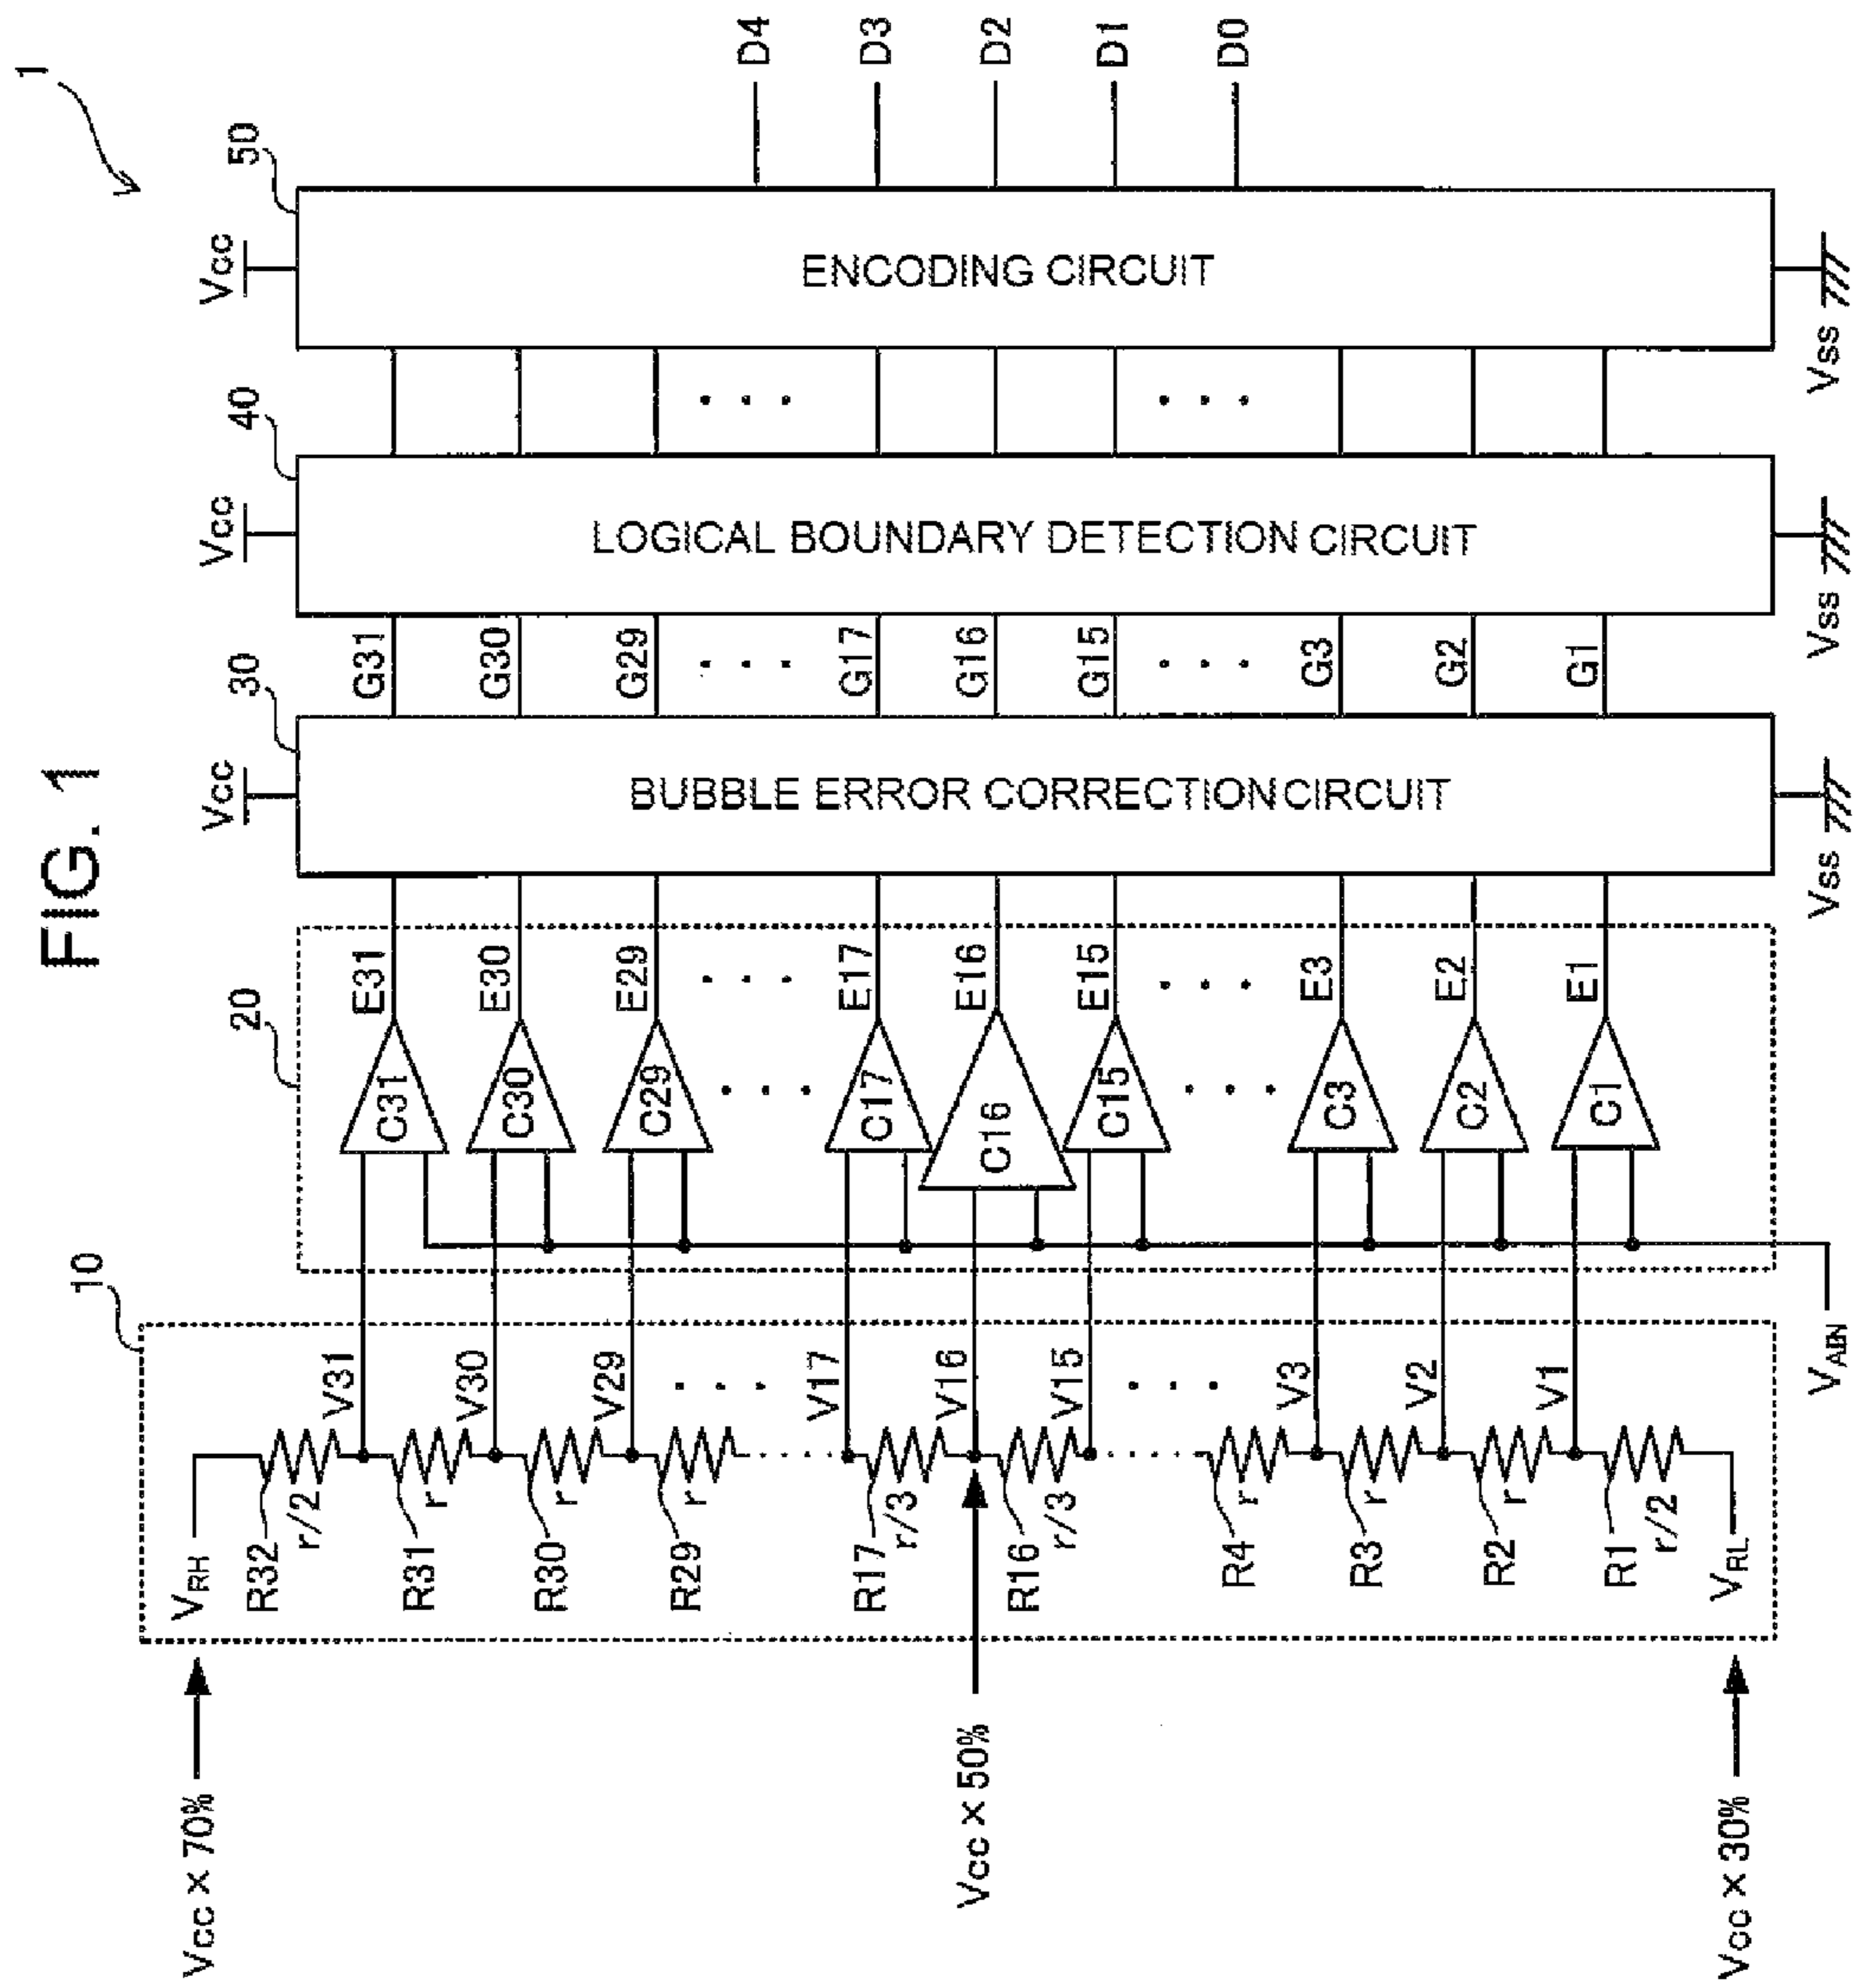 FIG. 1
1
10
20
30
40
50
Vcc
Vcc
Vcc
Vcc × 70%
Vcc × 50%
Vcc × 30%
VRH
R32
r/2
V31
R31
r
V30
R30
r
V29
R29
r
V17
R17
r/3
V16
R16
r/3
V15
R4
r
V3
R3
r
V2
R2
r
V1
R1
r/2
VRL
VAIN
C31
C30
C29
C17
C16
C15
C3
C2
C1
E31
E30
E29
E17
E16
E15
E3
E2
E1
BUBBLE ERROR CORRECTION CIRCUIT
G31
G30
G29
G17
G16
G15
G3
G2
G1
LOGICAL BOUNDARY DETECTION CIRCUIT
ENCODING CIRCUIT
D4
D3
D2
D1
D0
Vss
Vss
Vss